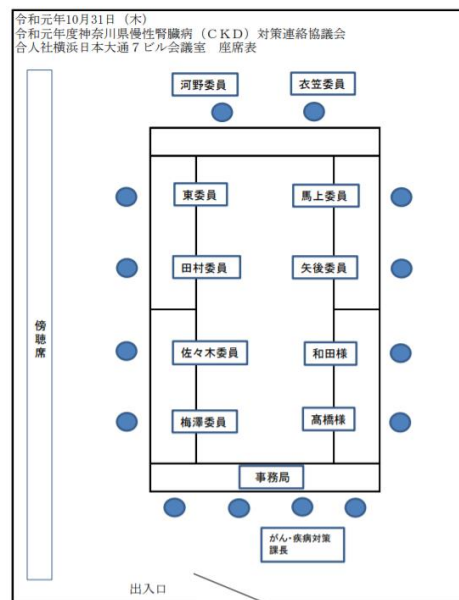 令和元年10月31日（木）
令和元年度神奈川県慢性腎臓病（CKD）対策連絡協議会
合人社横浜日本大通7ビル会議室　座席表
河野委員
衣笠委員
東委員
馬上委員
田村委員
矢後委員
傍聴席
佐々木委員
和田様
梅澤委員
髙橋様
事務局
がん・疾病対策
課長
出入口